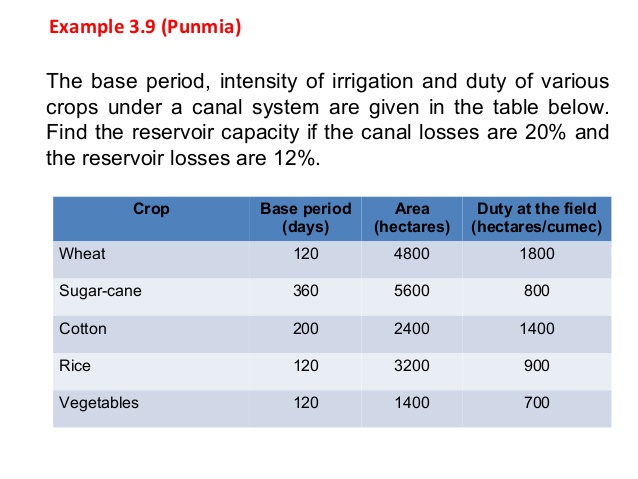 Example 3.9 (Punmia)
The base period, intensity of irrigation and duty of various
crops under a canal system are given in the table below.
Find the reservoir capacity if the canal losses are 20% and
the reservoir losses are 12%.
Crop Base period (days) Area (hectares) Duty at the field (hectares/cumec)
Wheat 120 4800 1800
Sugar-cane 360 5600 800
Cotton 200 2400 1400
Rice 120 3200 900
Vegetables 120 1400 700